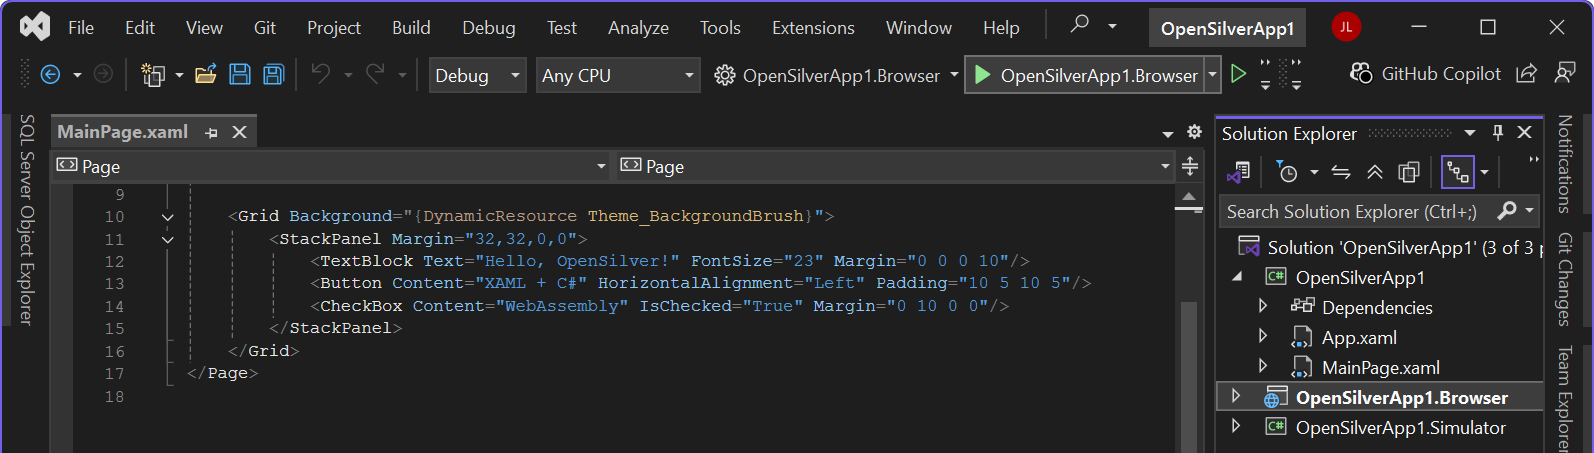 File Edit View Git Project Build Debug Test Analyze Tools Extensions Window Help OpenSilverApp1 JL
Debug Any CPU OpenSilverApp1.Browser OpenSilverApp1.Browser GitHub Copilot
SQL Server Object Explorer
MainPage.xaml
Page Page
9
10 <Grid Background="{DynamicResource Theme_BackgroundBrush}">
11 <StackPanel Margin="32,32,0,0">
12 <TextBlock Text="Hello, OpenSilver!" FontSize="23" Margin="0 0 0 10"/>
13 <Button Content="XAML + C#" HorizontalAlignment="Left" Padding="10 5 10 5"/>
14 <CheckBox Content="WebAssembly" IsChecked="True" Margin="0 10 0 0"/>
15 </StackPanel>
16 </Grid>
17 </Page>
18
Solution Explorer
Search Solution Explorer (Ctrl+;)
Solution 'OpenSilverApp1' (3 of 3 p
C# OpenSilverApp1
Dependencies
App.xaml
MainPage.xaml
OpenSilverApp1.Browser
C# OpenSilverApp1.Simulator
Notifications
Git Changes
Team Explorer